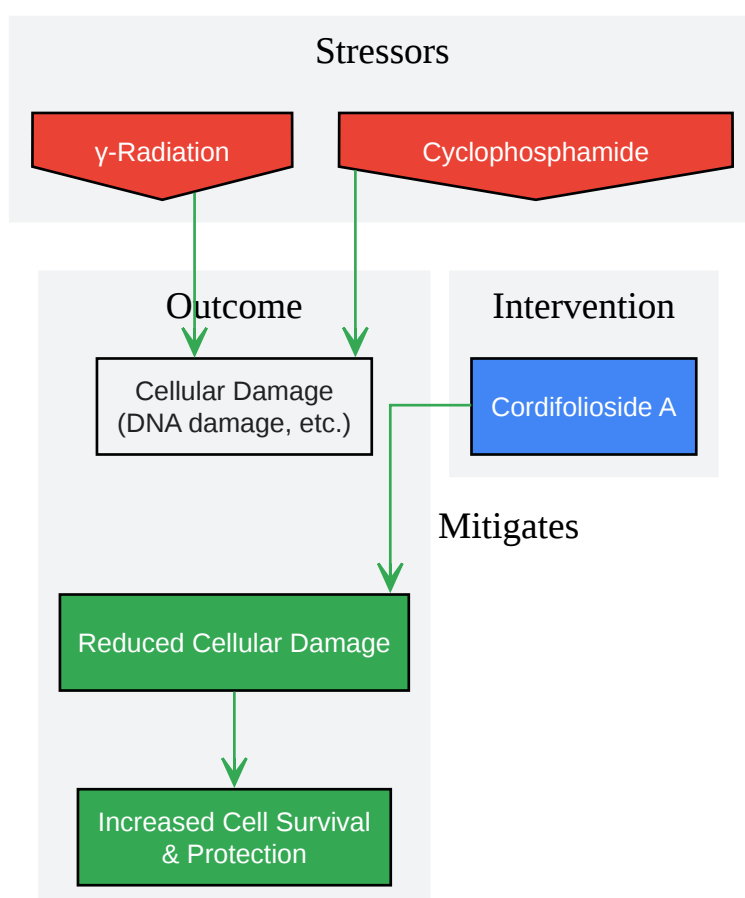 Stressors
γ-Radiation
Cyclophosphamide
Outcome
Intervention
Cellular Damage
(DNA damage, etc.)
Cordifolioside A
Mitigates
Reduced Cellular Damage
Increased Cell Survival
& Protection